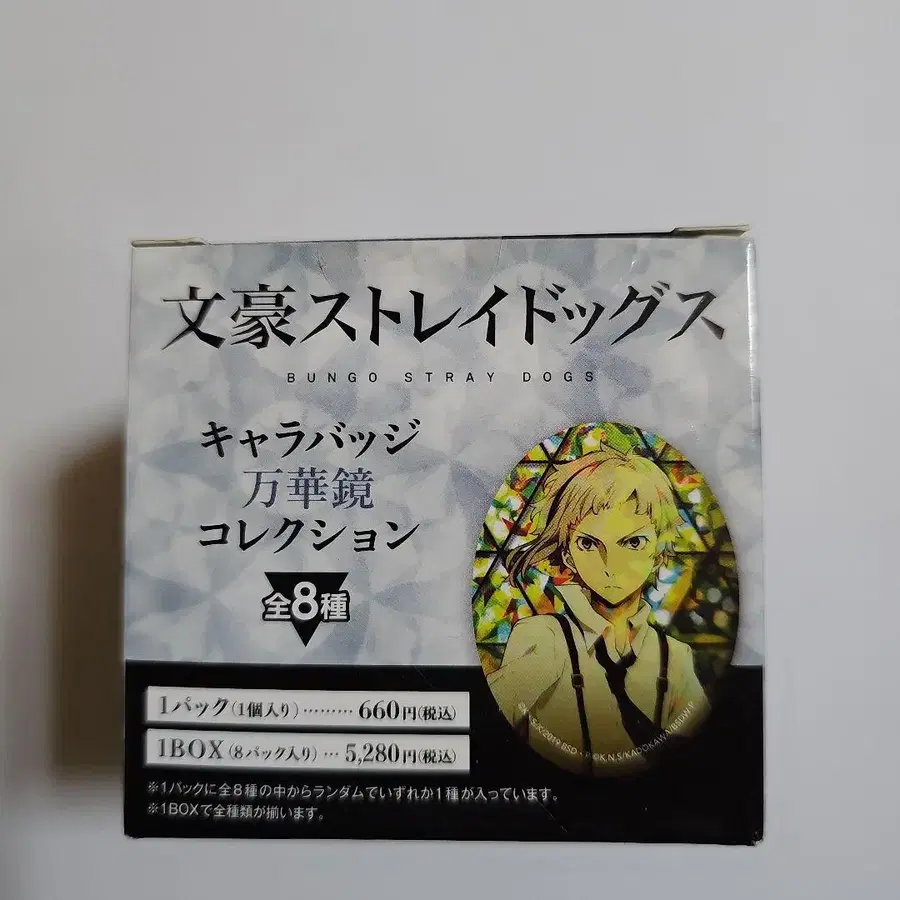 文豪ストレイドッグス
BUNGO STRAY DOGS
キャラバッジ
万華鏡
コレクション
全8種
1パック(1個入り)………660円(税込)
1BOX(8パック入り)…5,280円(税込)
※1パックに全8種の中からランダムでいずれか1種が入っています。
※1BOXで全種類が揃います。
©K.N.S/K/2019 BSD・P ©K.N.S/KADOKAWA/BSDW.P